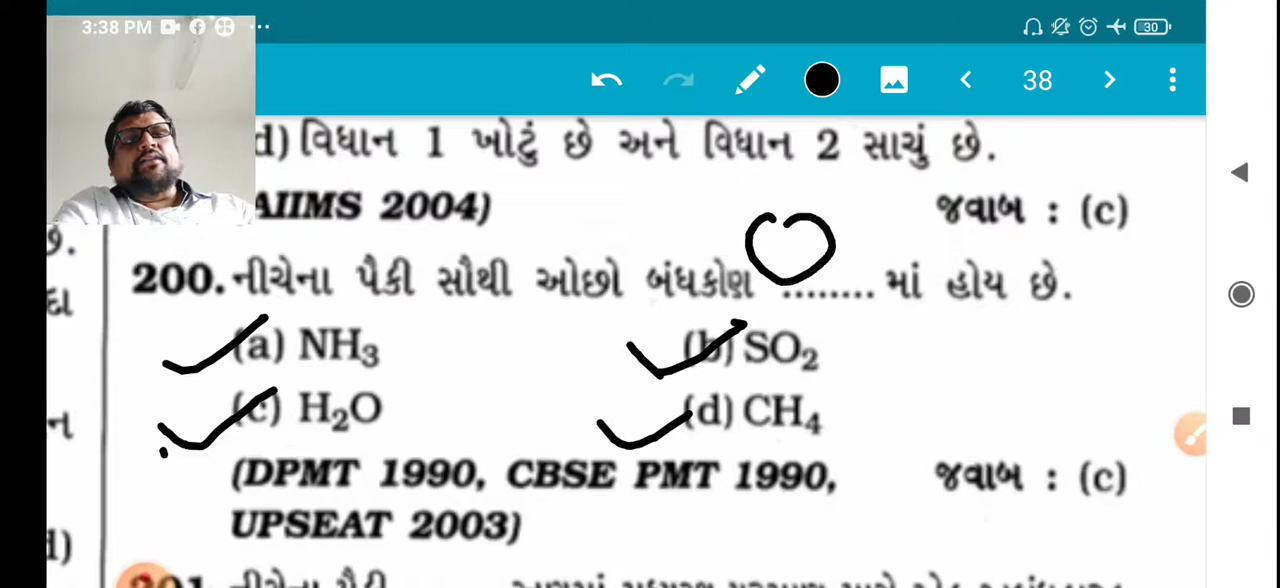 3:38 PM ... 30
38
d) વિધાન 1 ખોટું છે અને વિધાન 2 સાચું છે.
AIIMS 2004) જવાબ : (c)
છે.
200. નીચેના પૈકી સૌથી ઓછો બંધકોણ ........ માં હોય છે.
દા
(a) NH₃ (b) SO₂
(c) H₂O (d) CH₄
ન
(DPMT 1990, CBSE PMT 1990, જવાબ : (c)
UPSEAT 2003)
d)